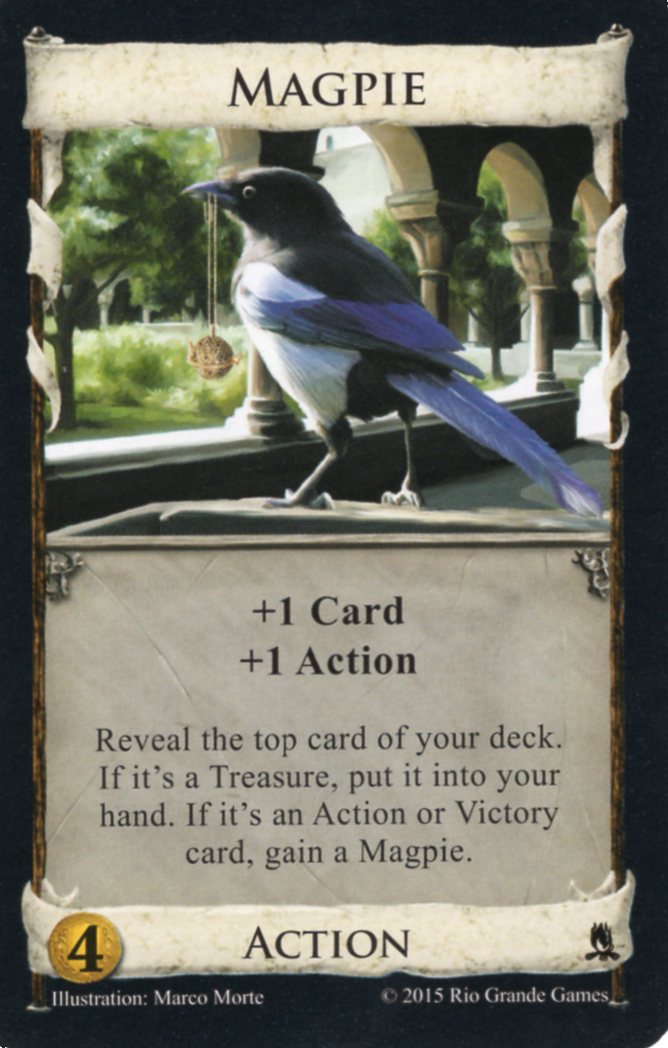 MAGPIE
+1 Card
+1 Action
Reveal the top card of your deck.
If it's a Treasure, put it into your
hand. If it's an Action or Victory
card, gain a Magpie.
4
ACTION
Illustration: Marco Morte
© 2015 Rio Grande Games